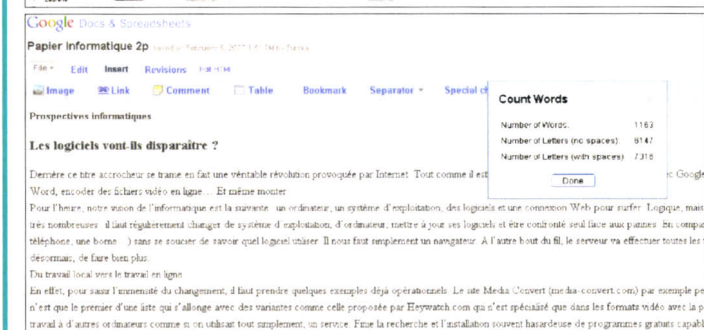 Google Docs & Spreadsheets
Papier Informatique 2p
File Edit Insert Revisions Edit HTML
Image Link Comment Table Bookmark Separator Special
Count Words
Number of Words: 1163
Number of Letters (no spaces) 6147
Number of Letters (with spaces) 7316
Done
Prospectives informatiques
Les logiciels vont-ils disparaître ?
Derrière ce titre accrocheur se trame en fait une véritable révolution provoquée par Internet. Tout comme il est Google
Word, encoder des fichiers vidéo en ligne... Et même monter
Pour l'heure, notre vision de l'informatique est la suivante un ordinateur, un système d'exploitation, des logiciels et une connexion Web pour surfer. Logique, mais
très nombreuses il faut régulièrement changer de système d'exploitation, d'ordinateur, mettre à jour ses logiciels et être confronté seul face aux pannes. En
téléphone, une borne...) sans se soucier de savoir quel logiciel utiliser. Il nous faut simplement un navigateur. A l'autre bout du fil, le serveur va effectuer toutes les
désormais, de faire bien plus.
Du travail local vers le travail en ligne
En effet, pour saisir l'immensité du changement, il faut prendre quelques exemples déjà opérationnels. Le site Media Convert (media-convert.com) par exemple
n'est que le premier d'une liste qui s'allonge avec des variantes comme celle proposée par Heywatch.com qui n'est spécialisé que dans les formats vidéo avec la
travail à d'autres ordinateurs comme si on utilisait tout simplement, un service. Finie la recherche et l'installation souvent hasardeuse de programmes gratuits